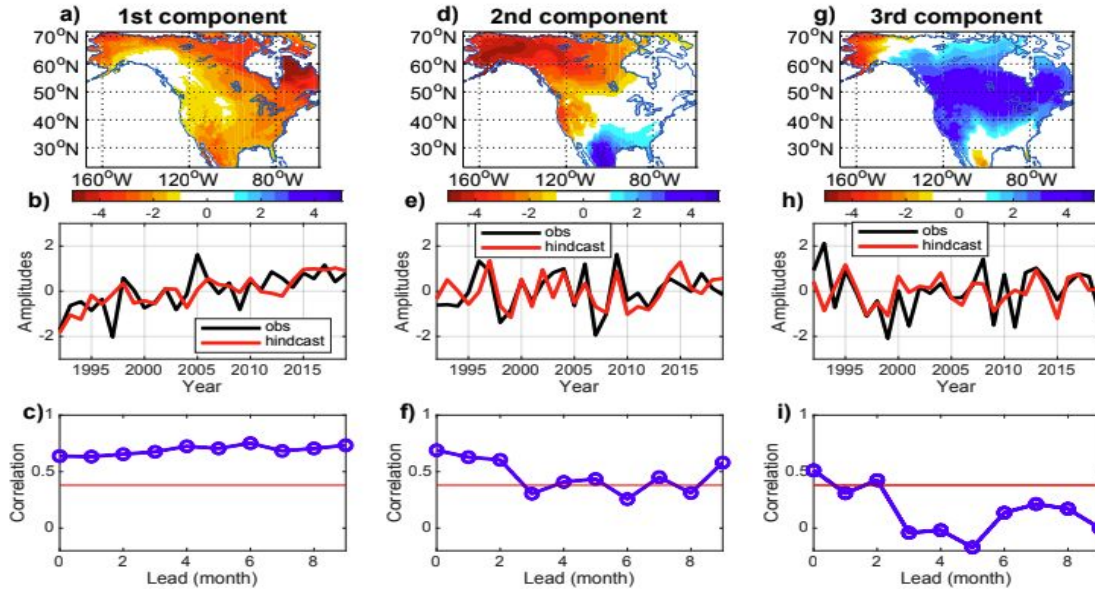 a) 1st component
d) 2nd component
g) 3rd component
70°N
60°N
50°N
40°N
30°N
160°W 120°W 80°W
-4 -2 0 2 4
70°N
60°N
50°N
40°N
30°N
160°W 120°W 80°W
-4 -2 0 2 4
70°N
60°N
50°N
40°N
30°N
160°W 120°W 80°W
-4 -2 0 2 4
b)
2
0
-2
Amplitudes
obs
hindcast
1995 2000 2005 2010 2015
Year
e)
2
0
-2
Amplitudes
obs
hindcast
1995 2000 2005 2010 2015
Year
h)
2
0
-2
Amplitudes
obs
hindcast
1995 2000 2005 2010 2015
Year
c)
1
0.5
0
Correlation
0 2 4 6 8
Lead (month)
f)
1
0.5
0
Correlation
0 2 4 6 8
Lead (month)
i)
1
0.5
0
Correlation
0 2 4 6 8
Lead (month)